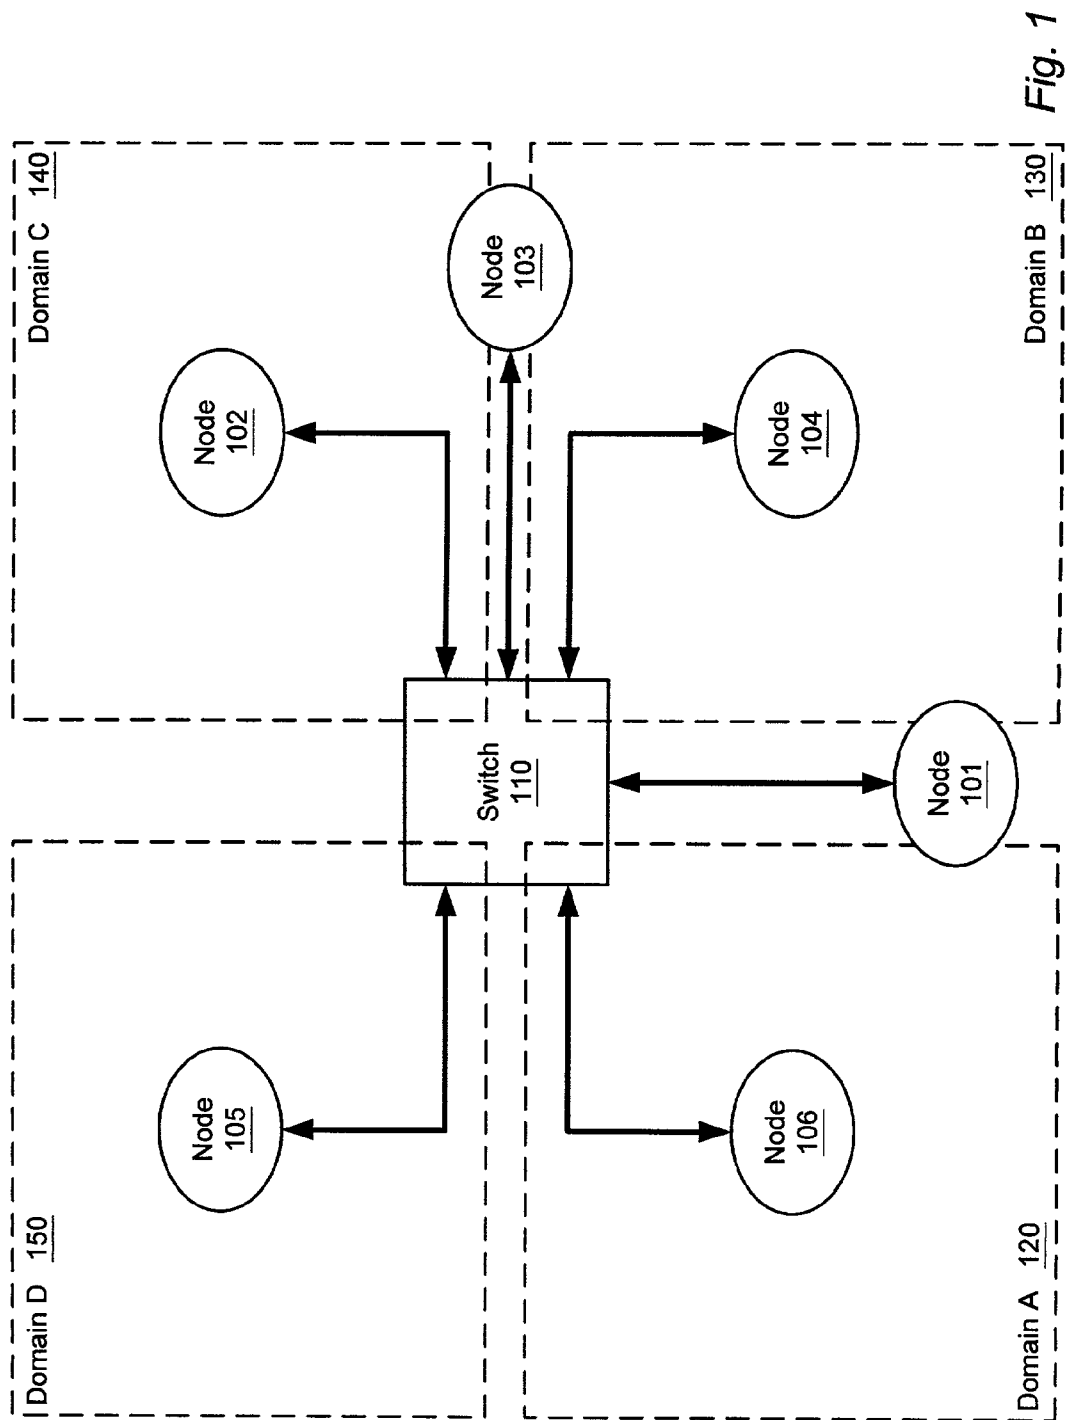 Domain D 150
Domain C 140
Node
105
Node
102
Switch
110
Node
103
Node
106
Node
104
Node
101
Domain A 120
Domain B 130
Fig. 1